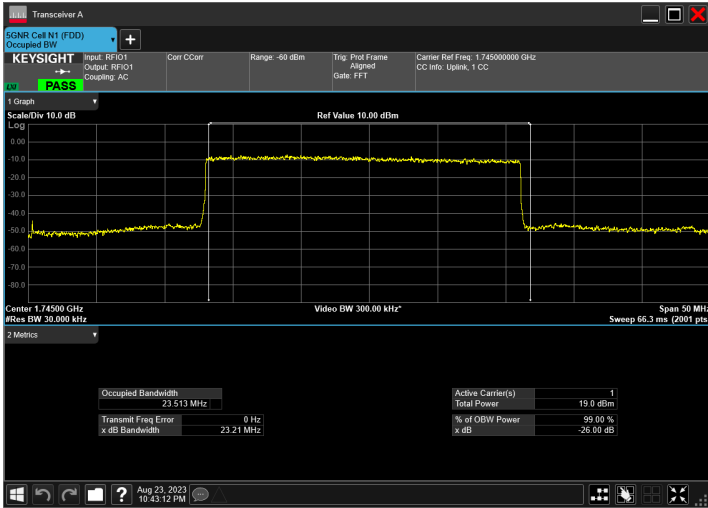 Transceiver A
5GNR Cell N1 (FDD)
Occupied BW
KEYSIGHT
LXI
PASS
Input: RFIO1
Output: RFIO1
Coupling: AC
Corr CCorr
Range: -60 dBm
Trig: Prot Frame
Aligned
Gate: FFT
Carrier Ref Freq: 1.745000000 GHz
CC Info: Uplink, 1 CC
1 Graph
Scale/Div 10.0 dB
Ref Value 10.00 dBm
Log
0.00
-10.0
-20.0
-30.0
-40.0
-50.0
-60.0
-70.0
-80.0
Center 1.74500 GHz
Video BW 300.00 kHz*
Span 50 MHz
#Res BW 30.000 kHz
Sweep 66.3 ms (2001 pts
2 Metrics
Occupied Bandwidth
23.513 MHz
Active Carrier(s) 1
Total Power 19.0 dBm
Transmit Freq Error 0 Hz
x dB Bandwidth 23.21 MHz
% of OBW Power 99.00 %
x dB -26.00 dB
Aug 23, 2023
10:43:12 PM